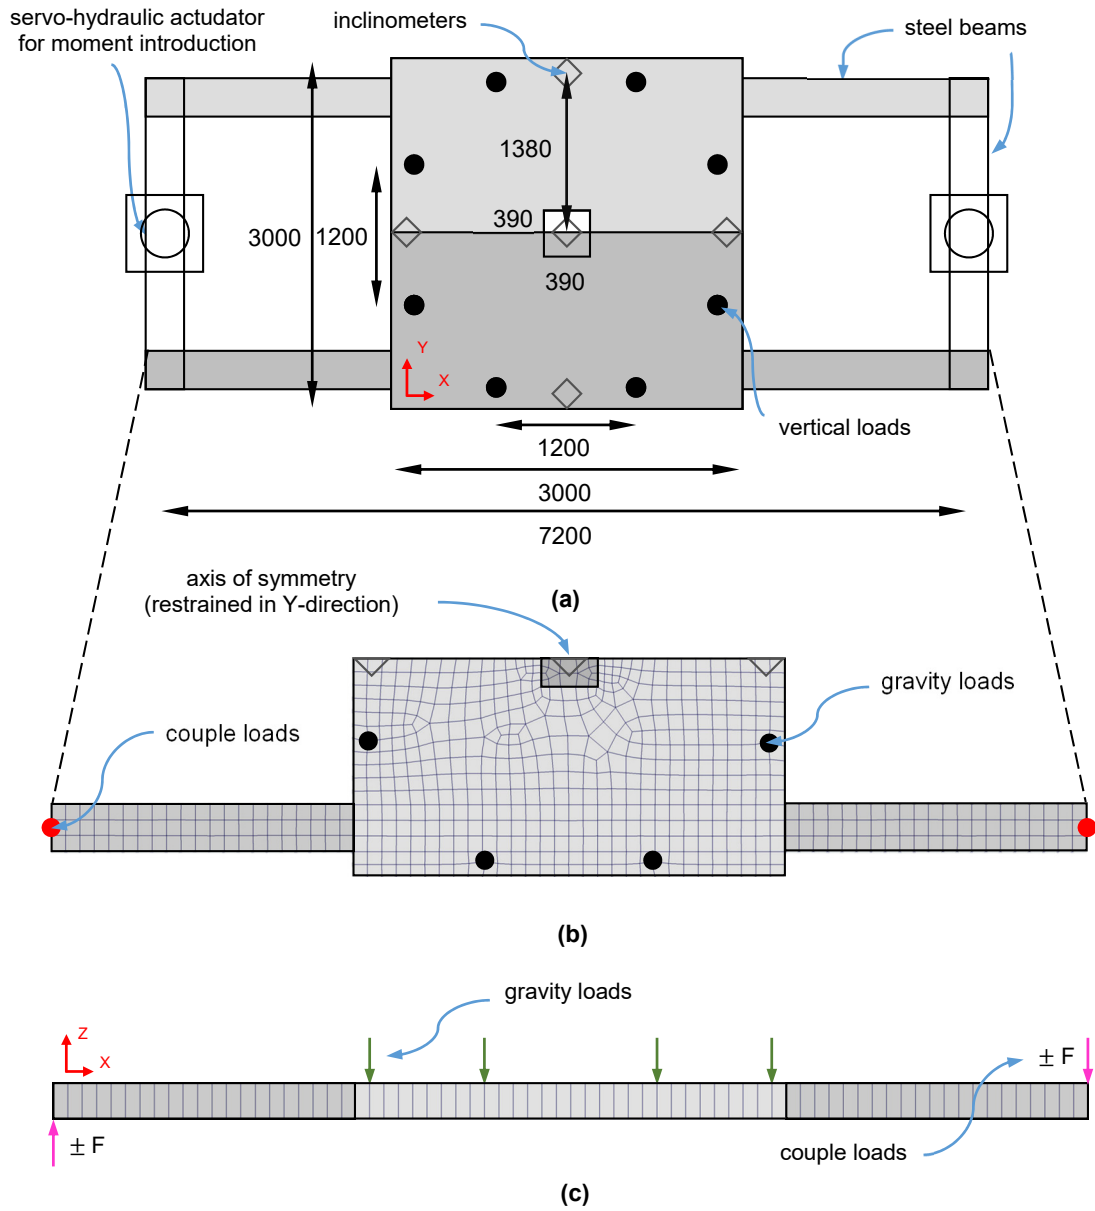 servo-hydraulic actudator
for moment introduction
inclinometers
steel beams
1380
390
3000
1200
390
Y
X
vertical loads
1200
3000
7200
axis of symmetry
(restrained in Y-direction)
(a)
gravity loads
couple loads
(b)
gravity loads
Z
X
± F
± F
couple loads
(c)